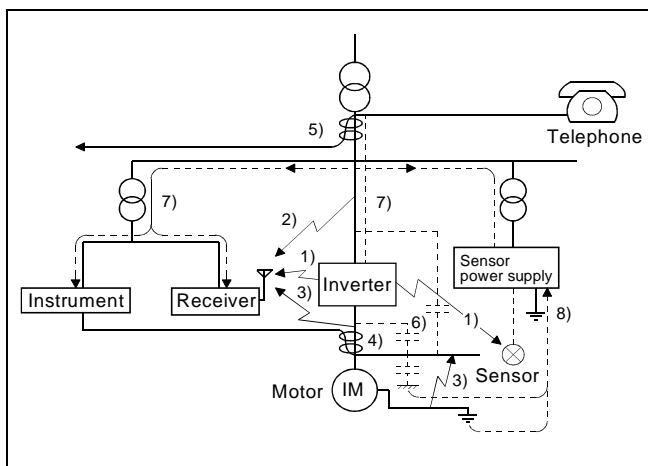 5)
Telephone
7)
7)
2)
1)
Sensor
power supply
Instrument
Receiver
Inverter
3)
6)
1)
8)
4)
3)
Sensor
Motor
IM